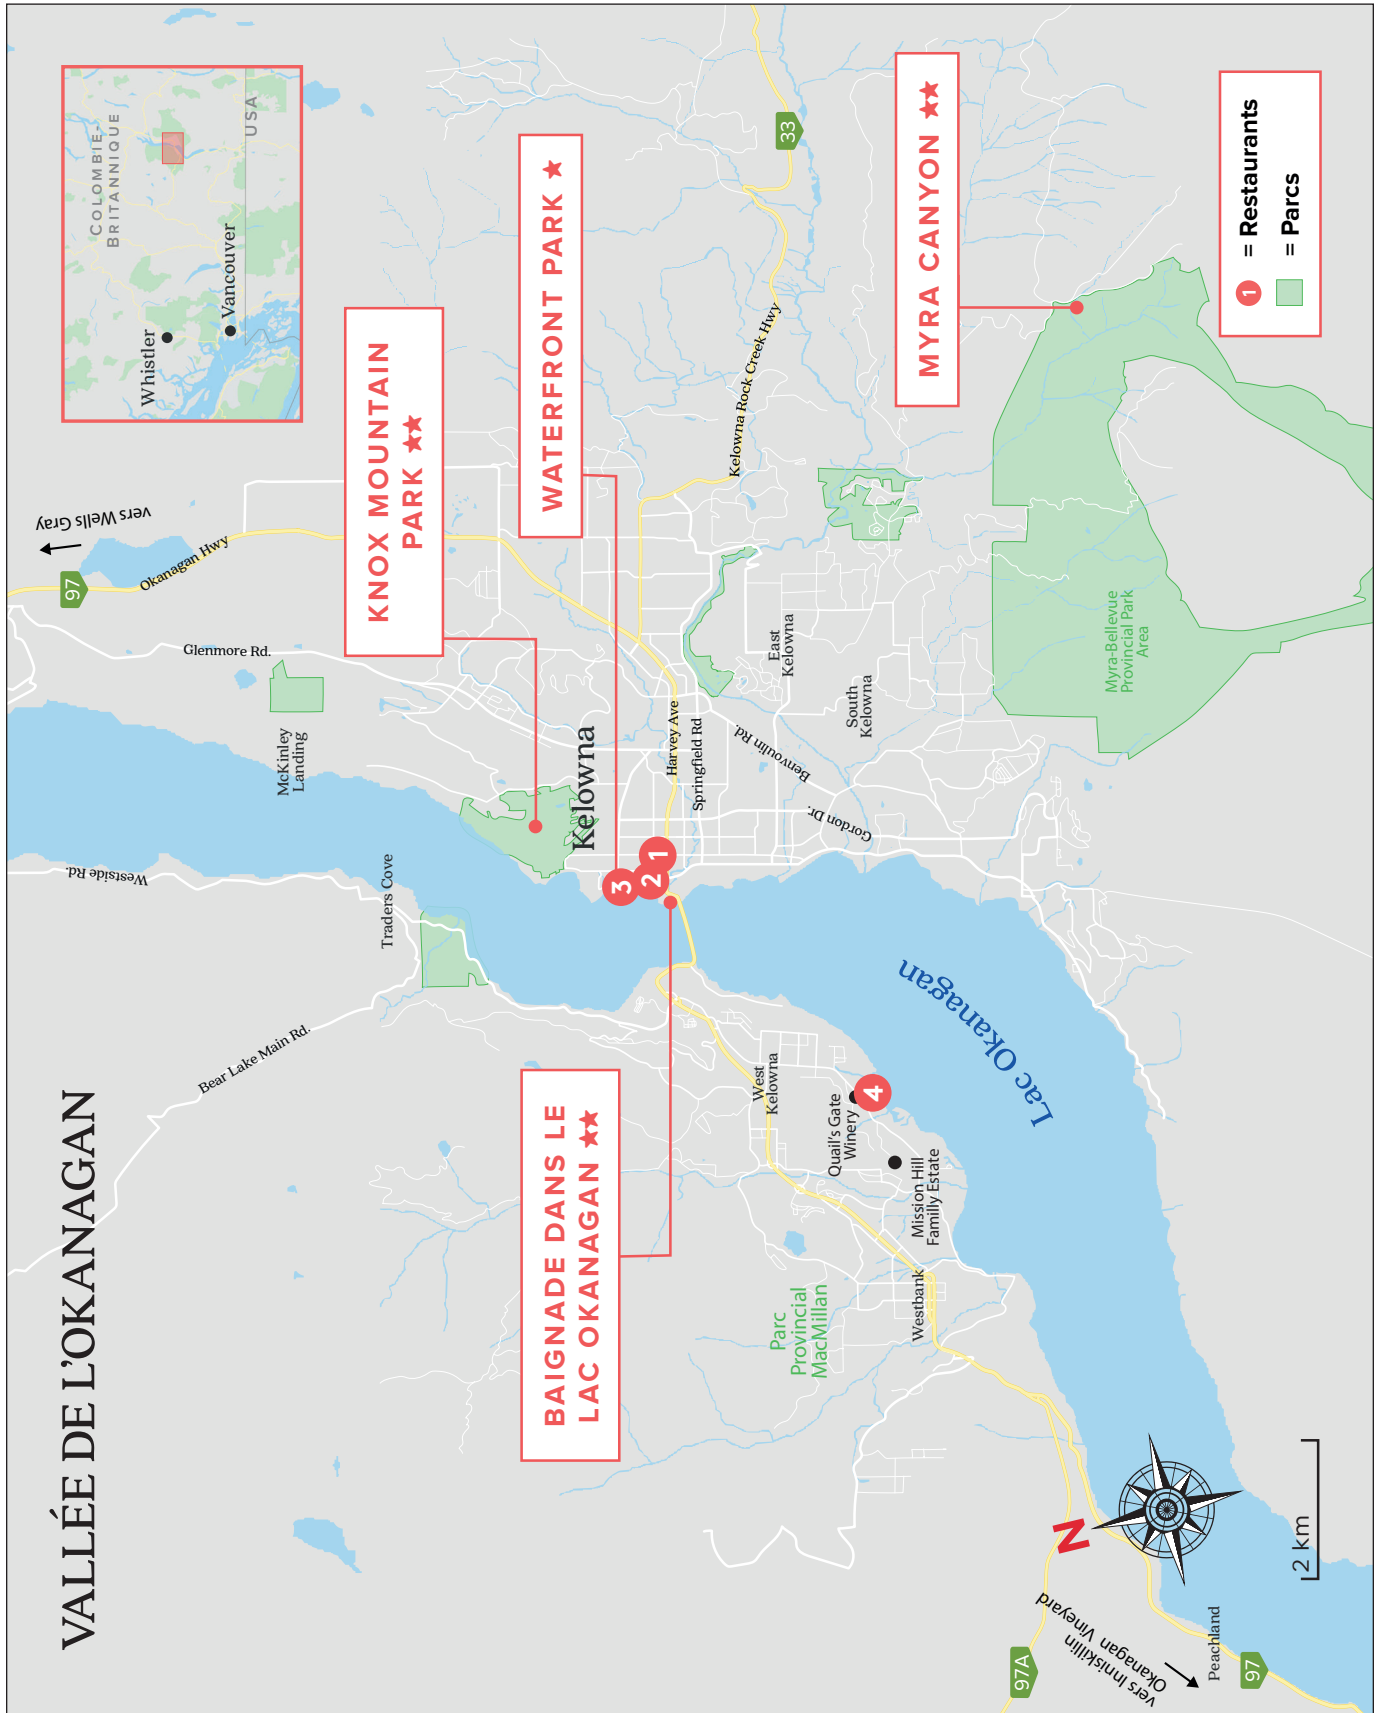 VALLÉE DE L'OKANAGAN
COLOMBIE-
BRITANNIQUE
USA
Whistler
Vancouver
vers Wells Gray
97
Okanagan Hwy
Glenmore Rd.
McKinley
Landing
Westside Rd.
Traders Cove
Bear Lake Main Rd.
KNOX MOUNTAIN
PARK ★★
WATERFRONT PARK ★
BAIGNADE DANS LE
LAC OKANAGAN ★★
MYRA CANYON ★★
Kelowna
3
2
1
Harvey Ave
Springfield Rd
Benvoulin Rd.
Gordon Dr.
33
Kelowna Rock Creek Hwy
East
Kelowna
South
Kelowna
Myra-Bellevue
Provincial Park
Area
West
Kelowna
Quail's Gate
Winery
4
Mission Hill
Familly Estate
Lac Okanagan
Parc
Provincial
MacMillan
Westbank
97A
vers Inniskillin
Okanagan Vineyard
Peachland
97
N
2 km
1 = Restaurants
= Parcs